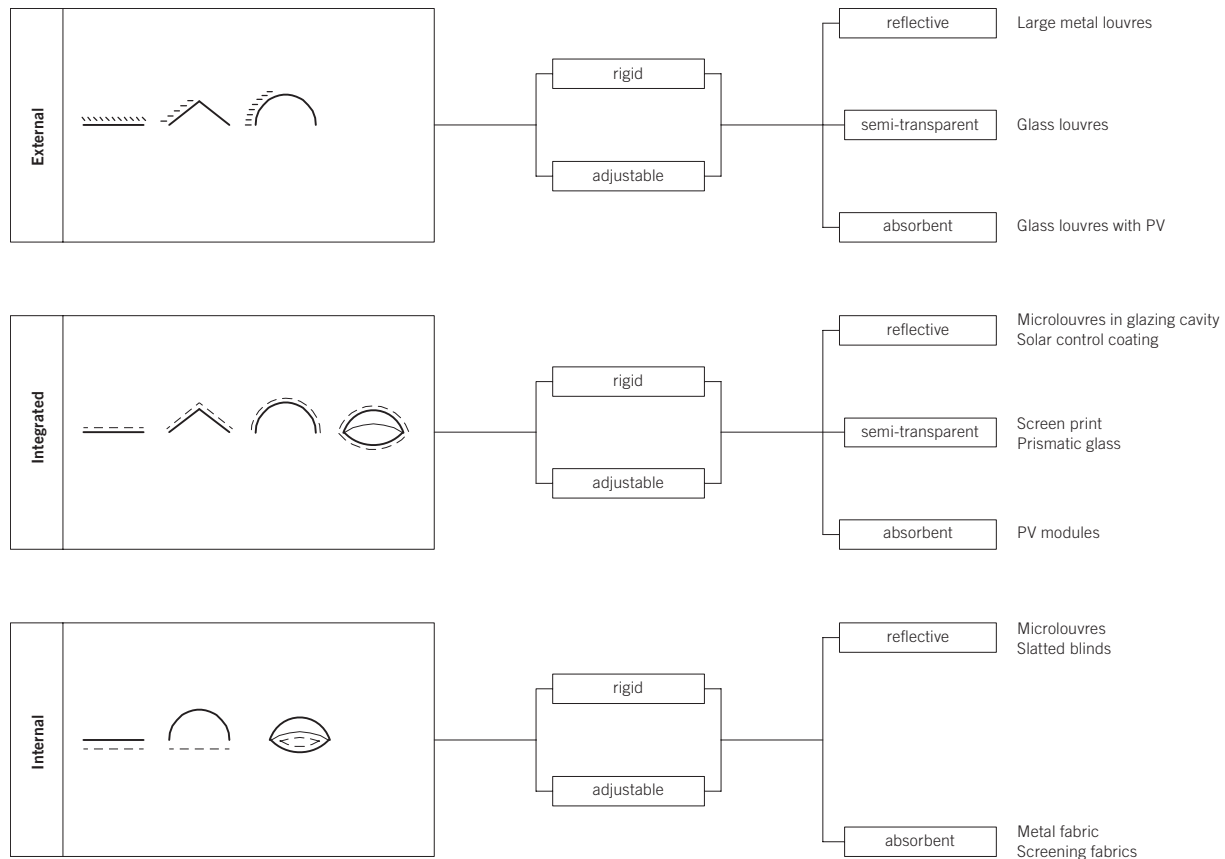 External
rigid
adjustable
reflective
Large metal louvres
semi-transparent
Glass louvres
absorbent
Glass louvres with PV
Integrated
rigid
adjustable
reflective
Microlouvres in glazing cavity
Solar control coating
semi-transparent
Screen print
Prismatic glass
absorbent
PV modules
Internal
rigid
adjustable
reflective
Microlouvres
Slatted blinds
absorbent
Metal fabric
Screening fabrics